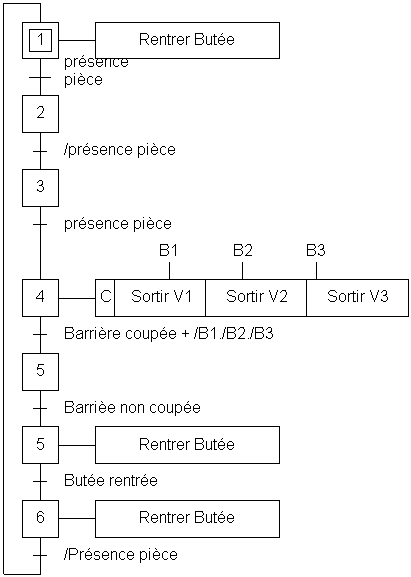 1 Rentrer Butée
présence
pièce
2
/présence pièce
3
présence pièce
B1 B2 B3
4 C Sortir V1 Sortir V2 Sortir V3
Barrière coupée + /B1./B2./B3
5
Barrièe non coupée
5 Rentrer Butée
Butée rentrée
6 Rentrer Butée
/Présence pièce